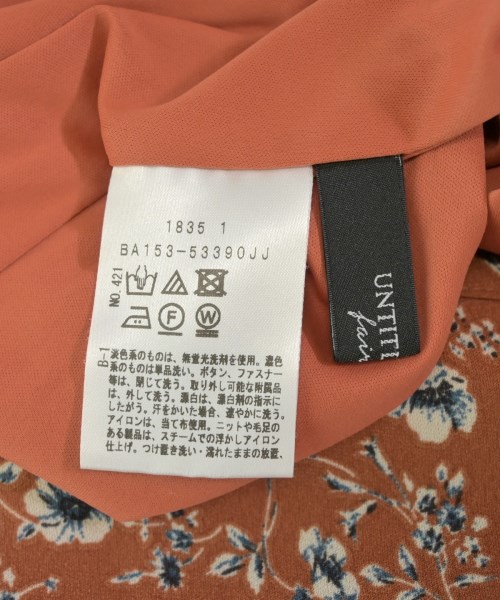 1835 1
BA153-53390JJ
NO.421
F W
B-1
淡色系のものは、無蛍光洗剤を使用。濃色
系のものは単品洗い。ボタン、ファスナー
等は、閉じて洗う。取り外し可能な付属品
は、外して洗う。漂白は、漂白剤の指示に
したがう。汗をかいた場合、速やかに洗う。
アイロンは、当て布使用。ニットや毛足の
ある製品は、スチームでの浮かしアイロン
仕上げ。つけ置き洗い・濡れたままの放置、
UNTITL
fair